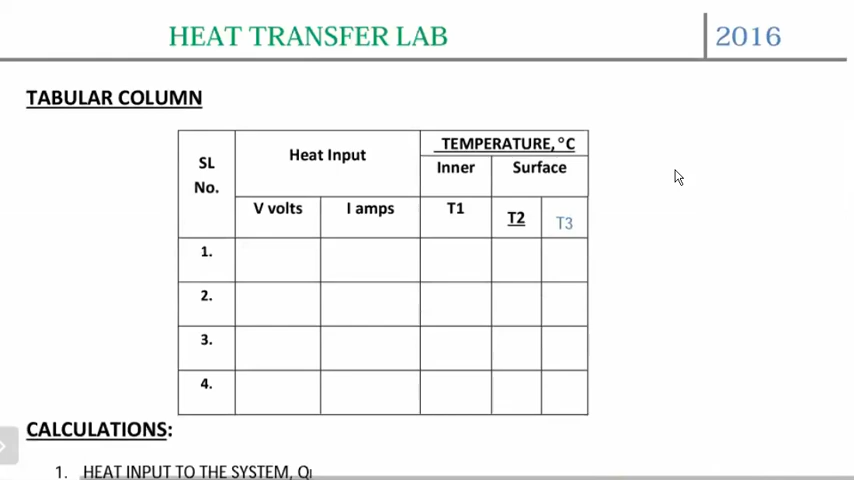 HEAT TRANSFER LAB 2016
TABULAR COLUMN
SL No. Heat Input TEMPERATURE, °C
Inner Surface
V volts I amps T1 T2 T3
1.
2.
3.
4.
CALCULATIONS:
1. HEAT INPUT TO THE SYSTEM, QI